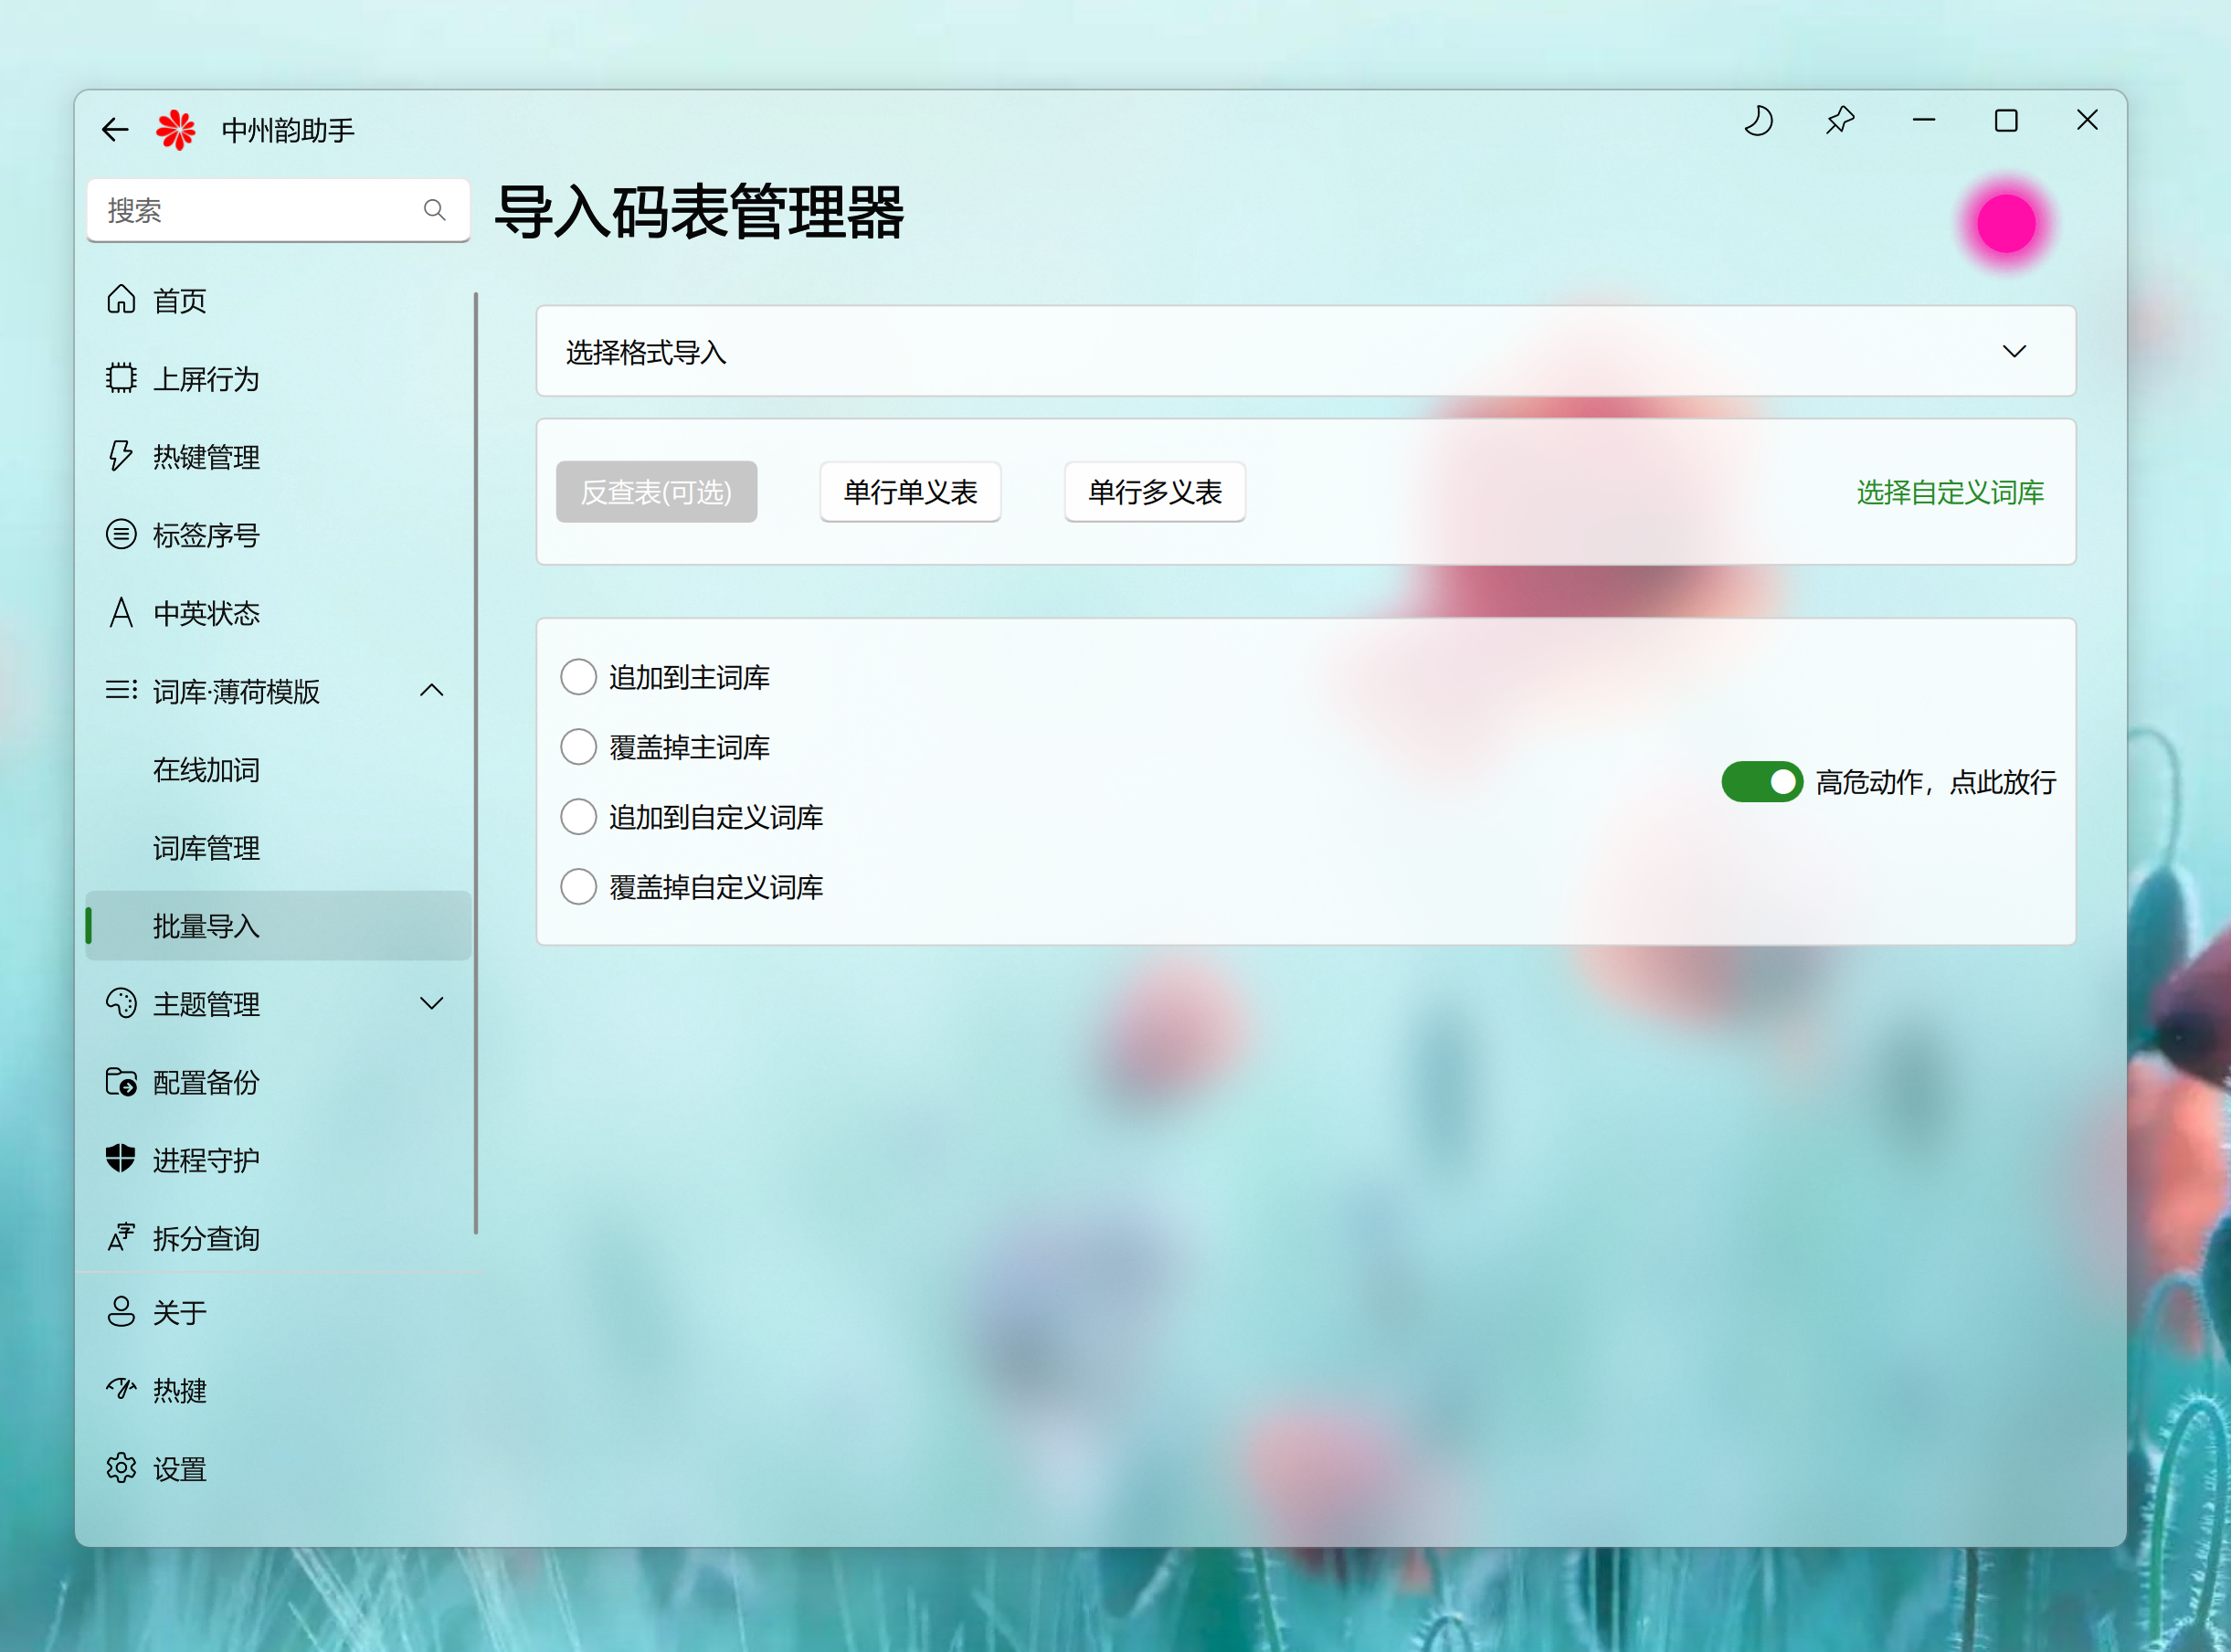 中州韵助手
搜索
导入码表管理器
首页
上屏行为
热键管理
标签序号
中英状态
词库·薄荷模版
在线加词
词库管理
批量导入
主题管理
配置备份
进程守护
拆分查询
关于
热揵
设置
选择格式导入
反查表(可选)
单行单义表
单行多义表
选择自定义词库
追加到主词库
覆盖掉主词库
追加到自定义词库
覆盖掉自定义词库
高危动作，点此放行